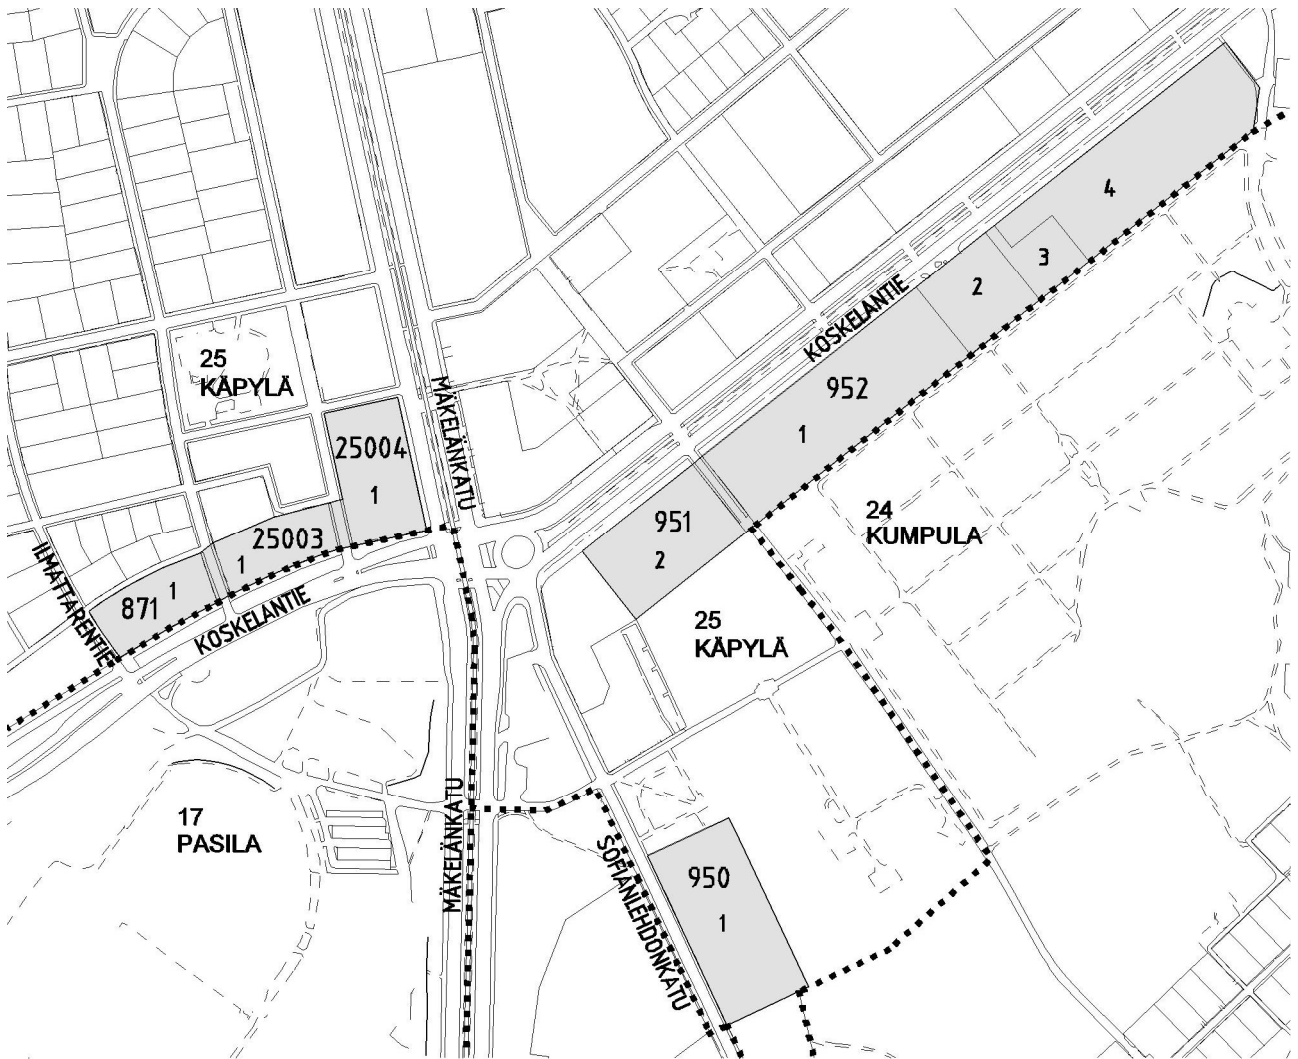 4
3
2
KOSKELANTIE
952
1
25
KÄPYLÄ
MÄKELÄNKATU
25004
1
951
2
24
KUMPULA
25003
1
871
1
ILMATTARENTIE
KOSKELANTIE
25
KÄPYLÄ
17
PASILA
MÄKELÄNKATU
SOFIANLEHDONKATU
950
1